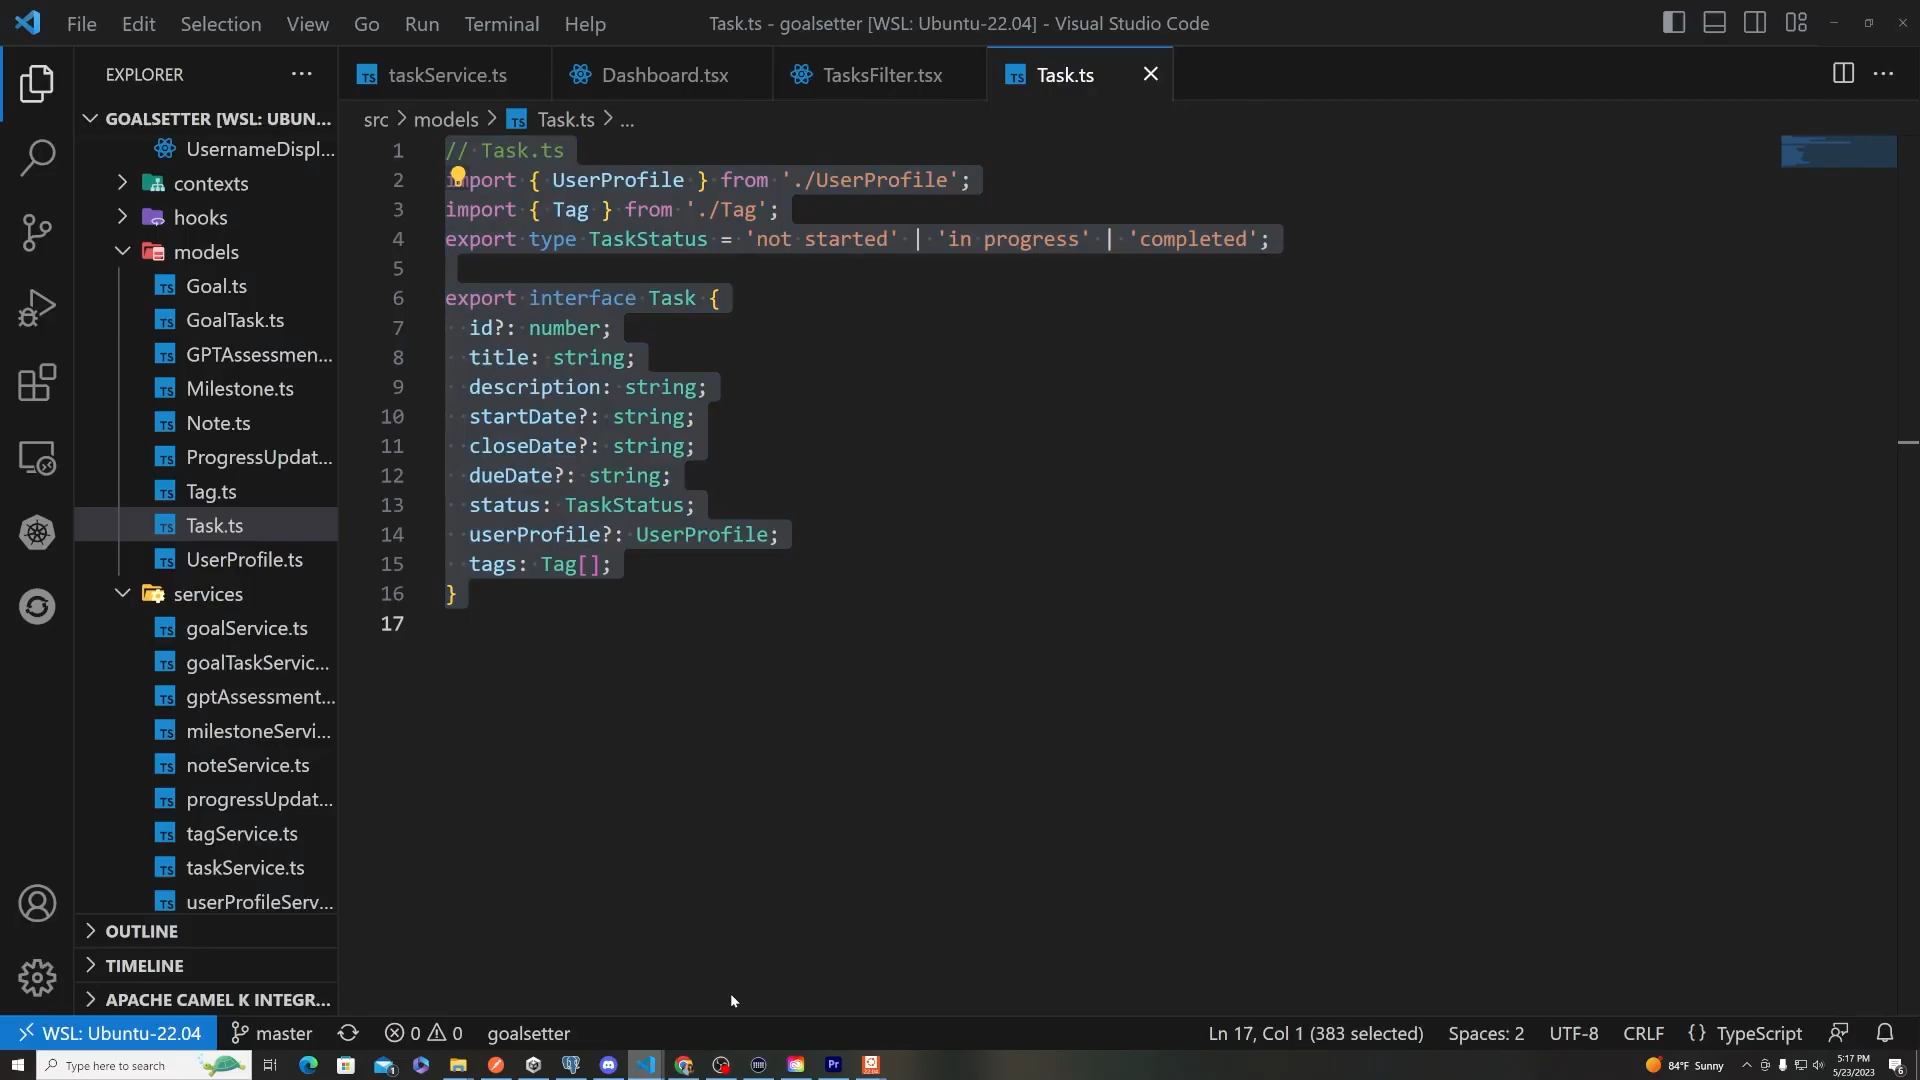 File Edit Selection View Go Run Terminal Help
Task.ts - goalsetter [WSL: Ubuntu-22.04] - Visual Studio Code
EXPLORER
taskService.ts
Dashboard.tsx
TasksFilter.tsx
Task.ts
GOALSETTER [WSL: UBUN...
UsernameDispl...
contexts
hooks
models
Goal.ts
GoalTask.ts
GPTAssessmen...
Milestone.ts
Note.ts
ProgressUpdat...
Tag.ts
Task.ts
UserProfile.ts
services
goalService.ts
goalTaskServic...
gptAssessment...
milestoneServi...
noteService.ts
progressUpdat...
tagService.ts
taskService.ts
userProfileServ...
OUTLINE
TIMELINE
APACHE CAMEL K INTEGR...
src > models > Task.ts > ...
1 // Task.ts
2 import { UserProfile } from './UserProfile';
3 import { Tag } from './Tag';
4 export type TaskStatus = 'not started' | 'in progress' | 'completed';
5
6 export interface Task {
7 id?: number;
8 title: string;
9 description: string;
10 startDate?: string;
11 closeDate?: string;
12 dueDate?: string;
13 status: TaskStatus;
14 userProfile?: UserProfile;
15 tags: Tag[];
16 }
17
WSL: Ubuntu-22.04 master 0 0 goalsetter
Ln 17, Col 1 (383 selected) Spaces: 2 UTF-8 CRLF {} TypeScript
Type here to search
84°F Sunny
5:17 PM
5/23/2023